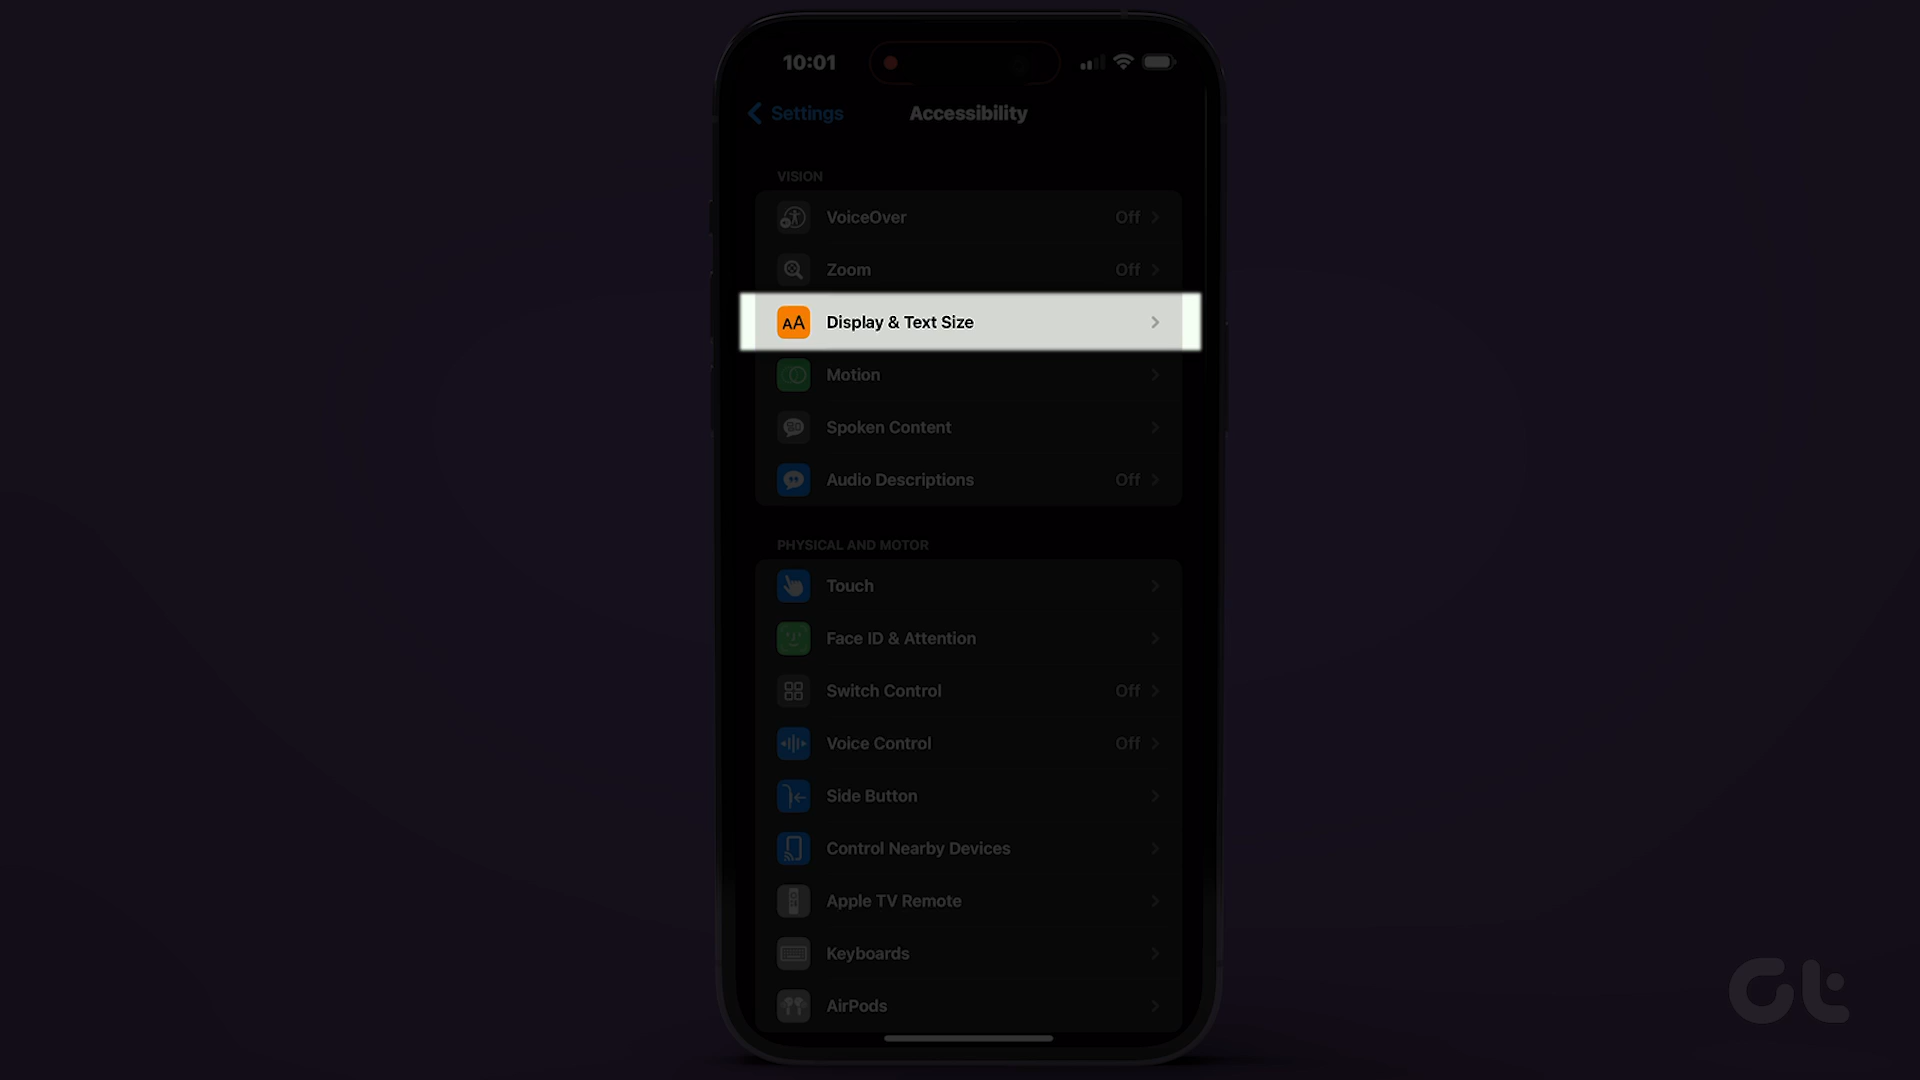 10:01
Settings
Accessibility
VISION
VoiceOver Off
Zoom Off
AA Display & Text Size
Motion
Spoken Content
Audio Descriptions Off
PHYSICAL AND MOTOR
Touch
Face ID & Attention
Switch Control Off
Voice Control Off
Side Button
Control Nearby Devices
Apple TV Remote
Keyboards
AirPods
Gt